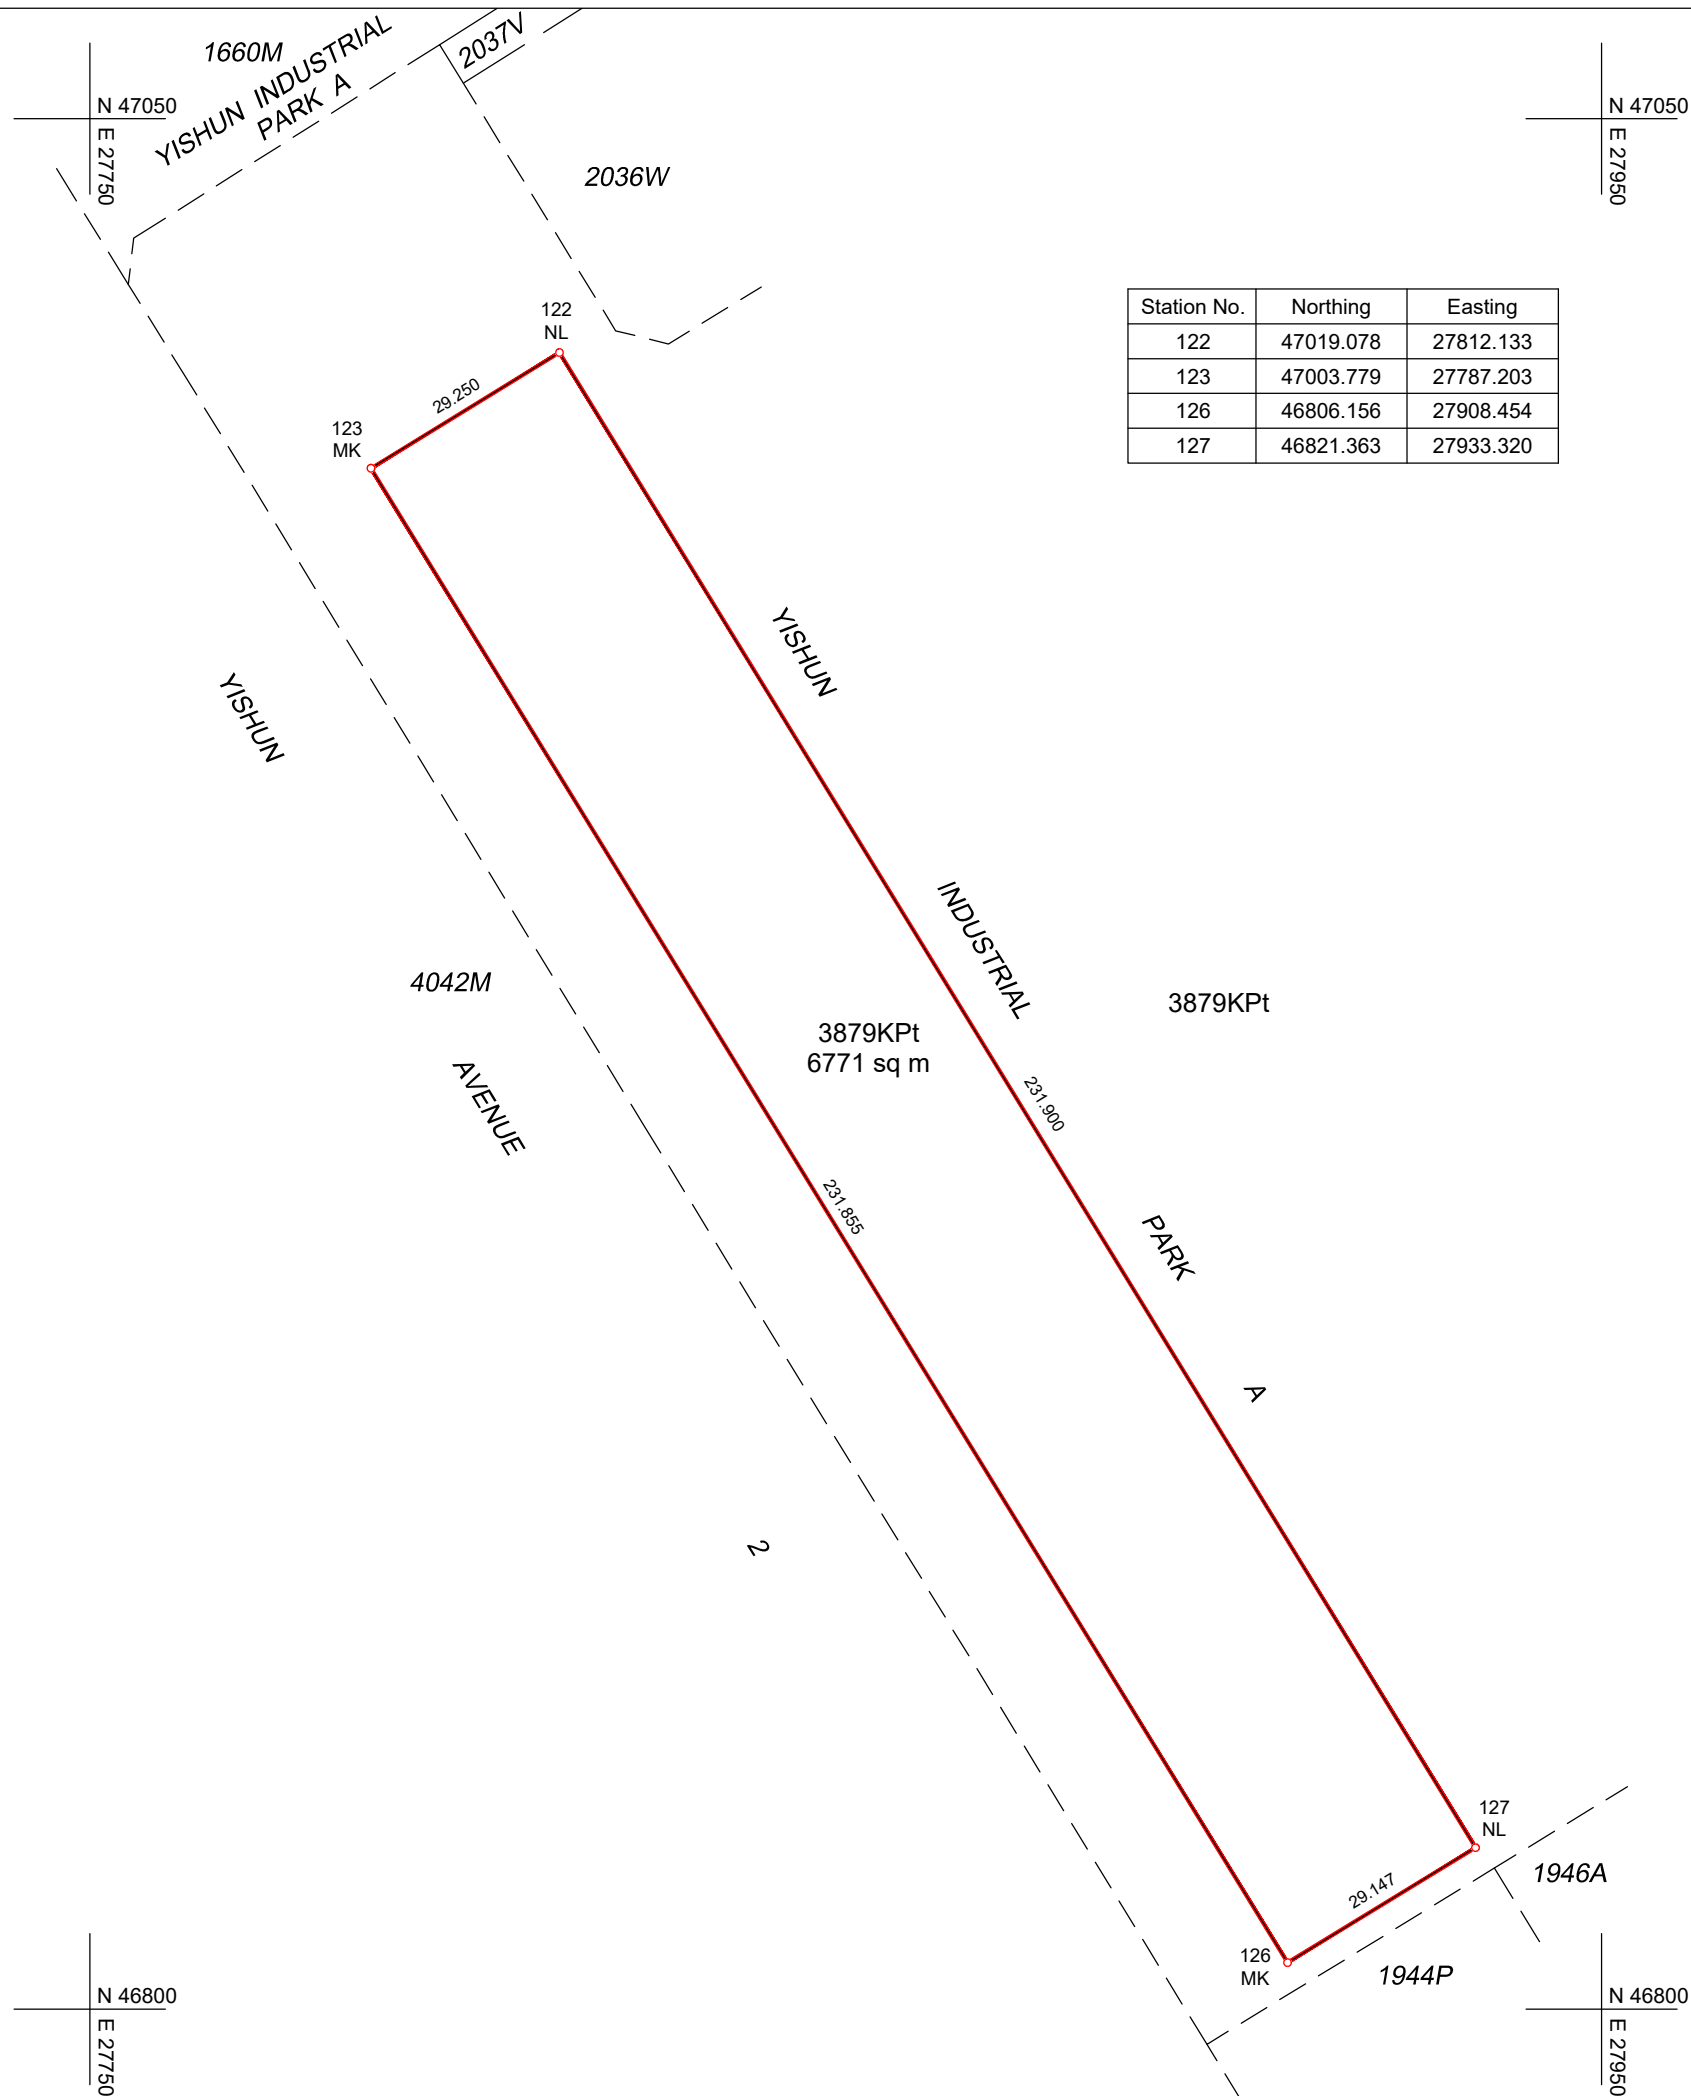 1660M
YISHUN INDUSTRIAL
PARK A
2037V
N 47050
E 27750
N 47050
E 27950
2036W
Station No. Northing Easting
122 47019.078 27812.133
123 47003.779 27787.203
126 46806.156 27908.454
127 46821.363 27933.320
122
NL
29.250
123
MK
YISHUN
INDUSTRIAL
PARK
A
YISHUN
AVENUE
2
4042M
3879KPt
6771 sq m
3879KPt
231.900
231.855
127
NL
1946A
29.147
126
MK
1944P
N 46800
E 27750
N 46800
E 27950